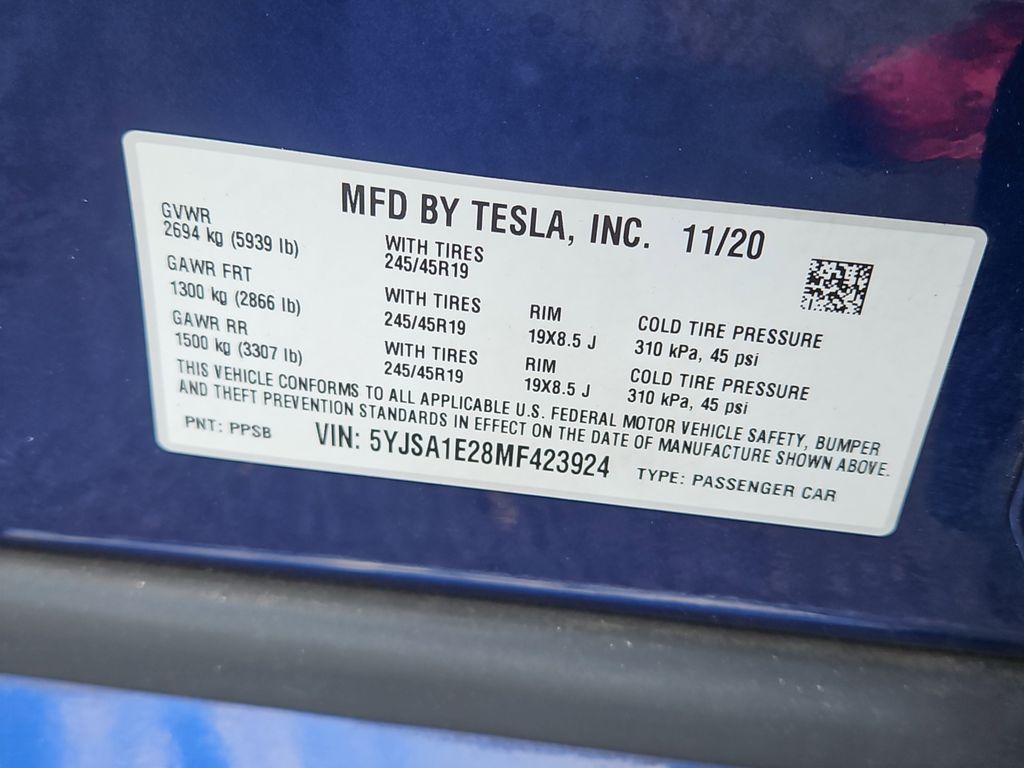 MFD BY TESLA, INC. 11/20
GVWR
2694 kg (5939 lb)
WITH TIRES
245/45R19
GAWR FRT
1300 kg (2866 lb)
WITH TIRES
245/45R19
RIM
19X8.5 J
COLD TIRE PRESSURE
310 kPa, 45 psi
GAWR RR
1500 kg (3307 lb)
WITH TIRES
245/45R19
RIM
19X8.5 J
COLD TIRE PRESSURE
310 kPa, 45 psi
THIS VEHICLE CONFORMS TO ALL APPLICABLE U.S. FEDERAL MOTOR VEHICLE SAFETY, BUMPER
AND THEFT PREVENTION STANDARDS IN EFFECT ON THE DATE OF MANUFACTURE SHOWN ABOVE.
PNT: PPSB VIN: 5YJSA1E28MF423924 TYPE: PASSENGER CAR